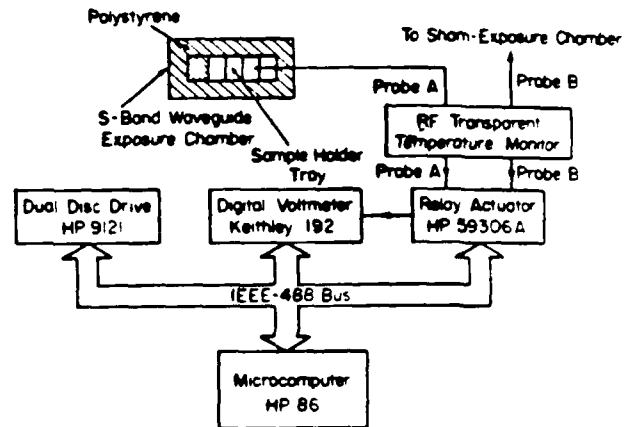 Polystyrene
To Sham-Exposure Chamber
Probe A
Probe B
S-Band Waveguide
Exposure Chamber
RF Transparent
Temperature Monitor
Sample Holder
Tray
Probe A
Probe B
Dual Disc Drive
HP 9121
Digital Voltmeter
Keithley 192
Relay Actuator
HP 59306A
IEEE-488 Bus
Microcomputer
HP 86